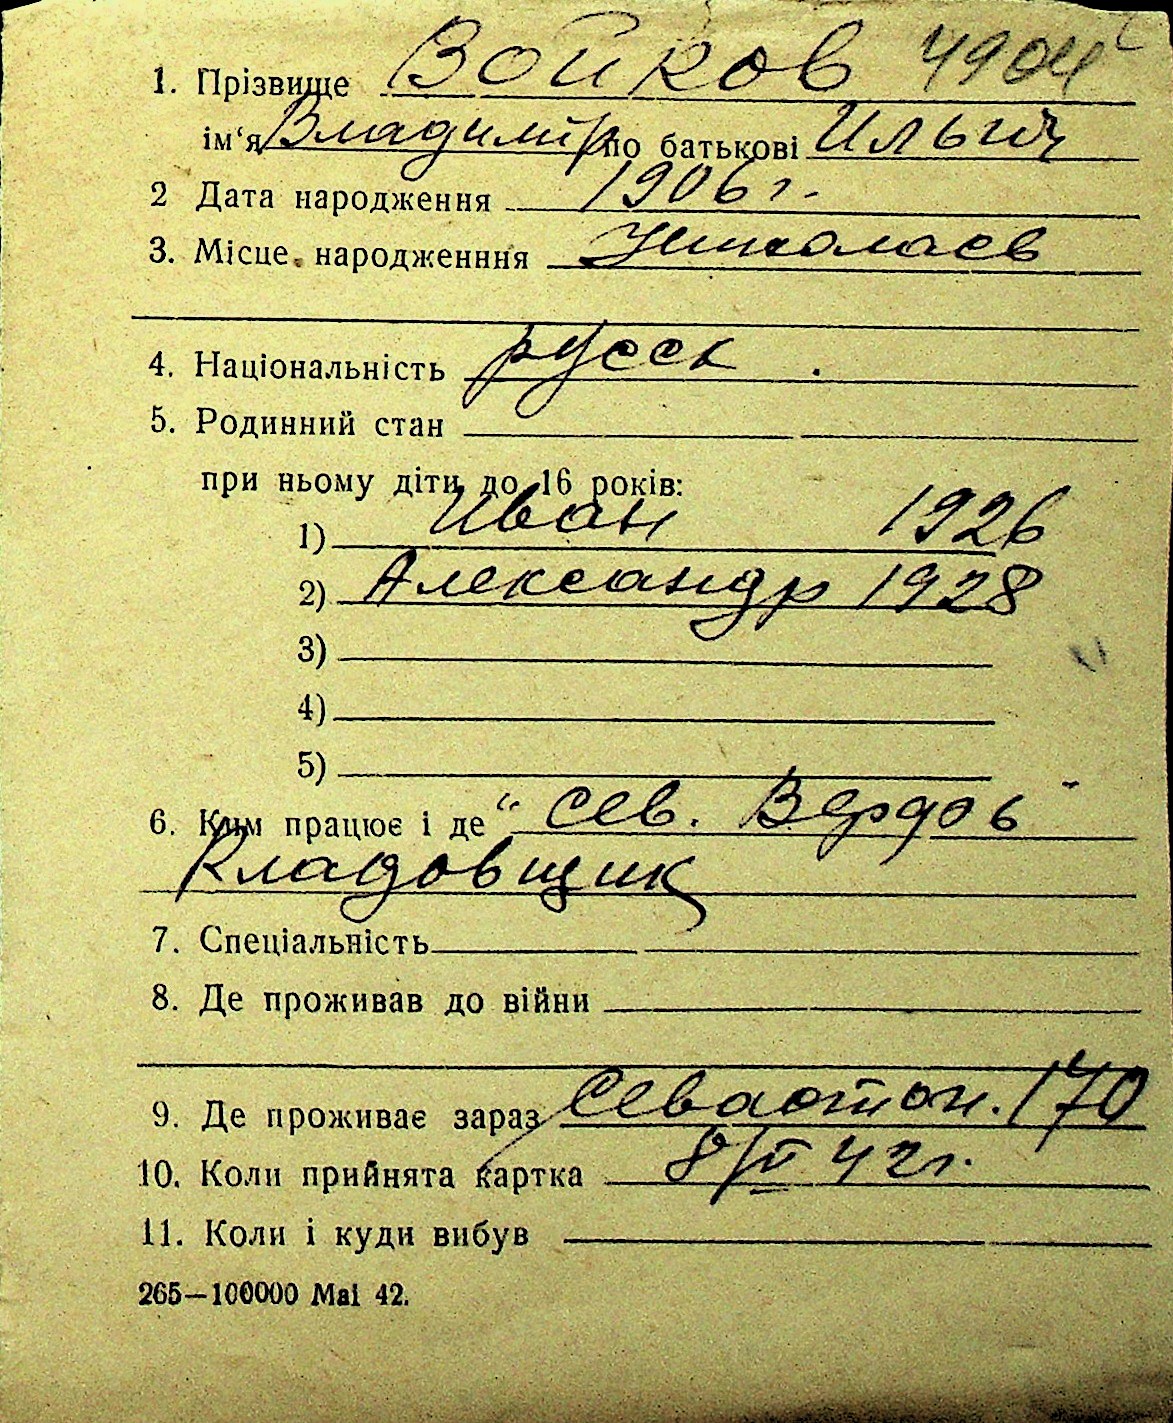 1. Прізвище Войков 4904
ім‘я Владимир по батькові Ильич
2 Дата народження 1906 г.
3. Місце народженння Николаев
4. Національність русск
5. Родинний стан
при ньому діти до 16 років:
1) Иван 1926
2) Александр 1928
3)
4)
5)
6. Ким працює і де “Сев. Верфь”
Кладовщик
7. Спеціальність
8. Де проживав до війни
9. Де проживає зараз Севастоп. 170
10. Коли прийнята картка 42 г.
11. Коли і куди вибув
265—100000 Mai 42.